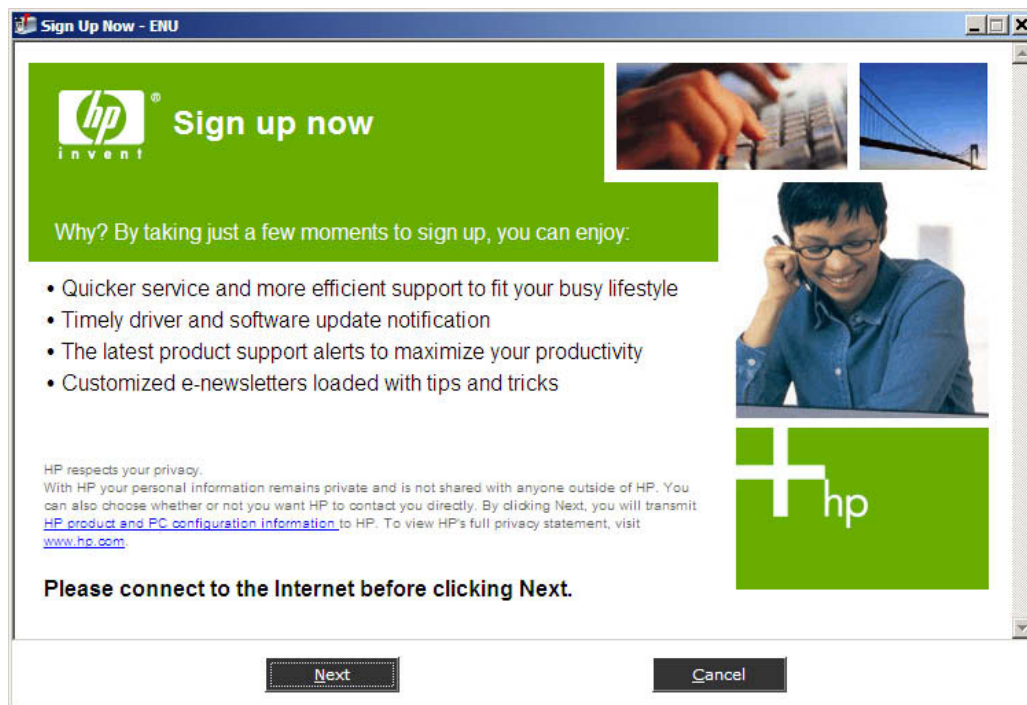 Sign Up Now - ENU
hp
®
invent
Sign up now
Why? By taking just a few moments to sign up, you can enjoy:
• Quicker service and more efficient support to fit your busy lifestyle
• Timely driver and software update notification
• The latest product support alerts to maximize your productivity
• Customized e-newsletters loaded with tips and tricks
HP respects your privacy.
With HP your personal information remains private and is not shared with anyone outside of HP. You
can also choose whether or not you want HP to contact you directly. By clicking Next, you will transmit
HP product and PC configuration information to HP. To view HP's full privacy statement, visit
www.hp.com.
+hp
Please connect to the Internet before clicking Next.
Next
Cancel